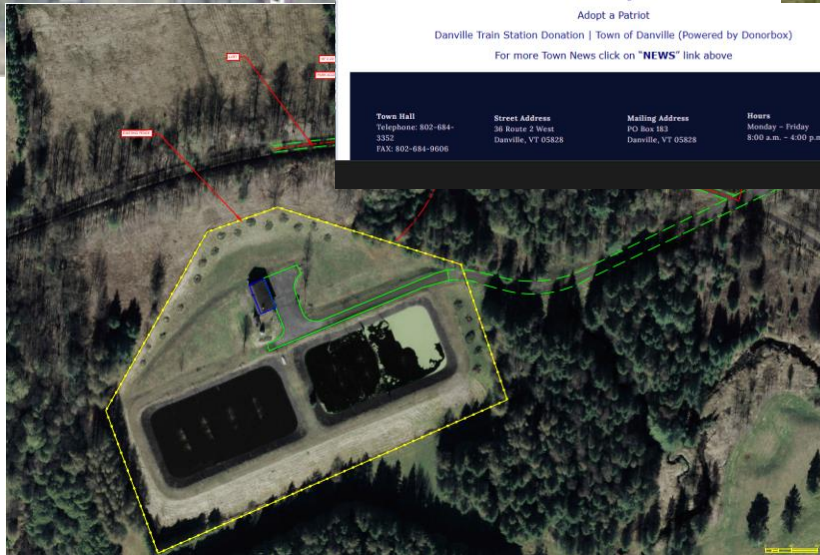 Adopt a Patriot
Danville Train Station Donation | Town of Danville (Powered by Donorbox)
For more Town News click on "NEWS" link above
Town Hall
Telephone: 802-684-
3352
FAX: 802-684-9606
Street Address
36 Route 2 West
Danville, VT 05828
Mailing Address
PO Box 183
Danville, VT 05828
Hours
Monday – Friday
8:00 a.m. – 4:00 p.m